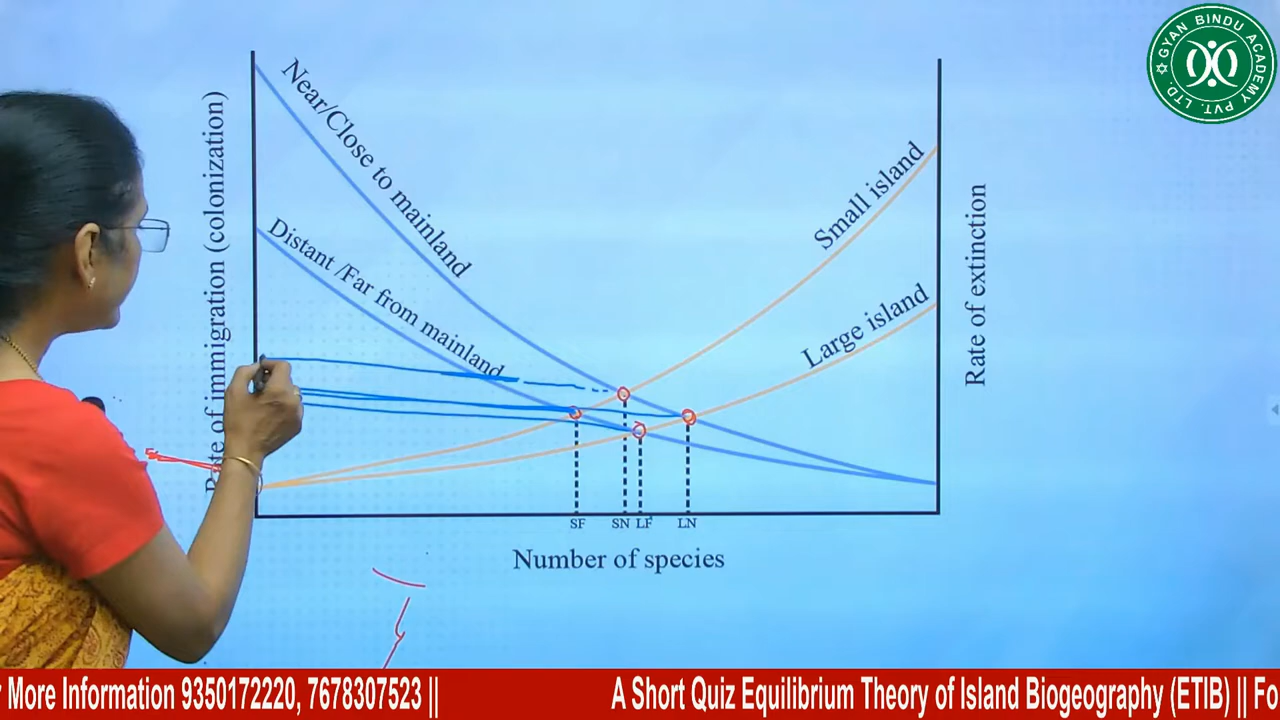 GYAN BINDU ACADEMY PVT. LTD.
Near/Close to mainland
Distant /Far from mainland
Small island
Large island
of immigration (colonization)
Rate of extinction
SF SN LF LN
Number of species
More Information 9350172220, 7678307523 || A Short Quiz Equilibrium Theory of Island Biogeography (ETIB) || Fo